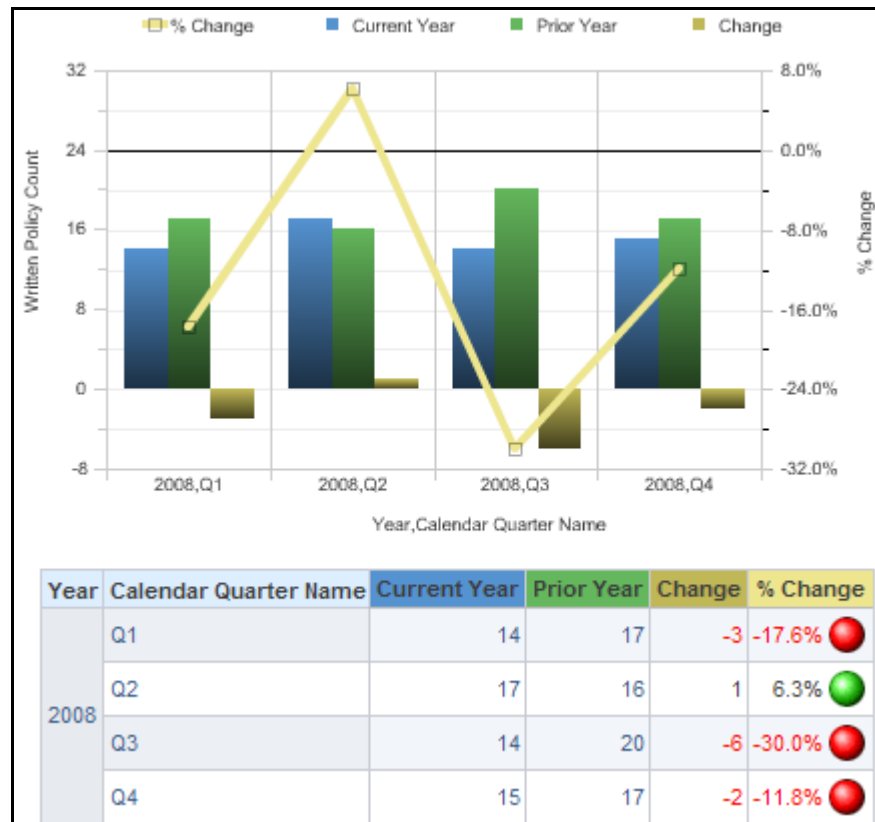 % Change Current Year Prior Year Change
32 8.0%
24 0.0%
16 -8.0%
8 -16.0%
0 -24.0%
-8 -32.0%
Written Policy Count
% Change
2008,Q1 2008,Q2 2008,Q3 2008,Q4
Year,Calendar Quarter Name
Year Calendar Quarter Name Current Year Prior Year Change % Change
2008
Q1 14 17 -3 -17.6%
Q2 17 16 1 6.3%
Q3 14 20 -6 -30.0%
Q4 15 17 -2 -11.8%